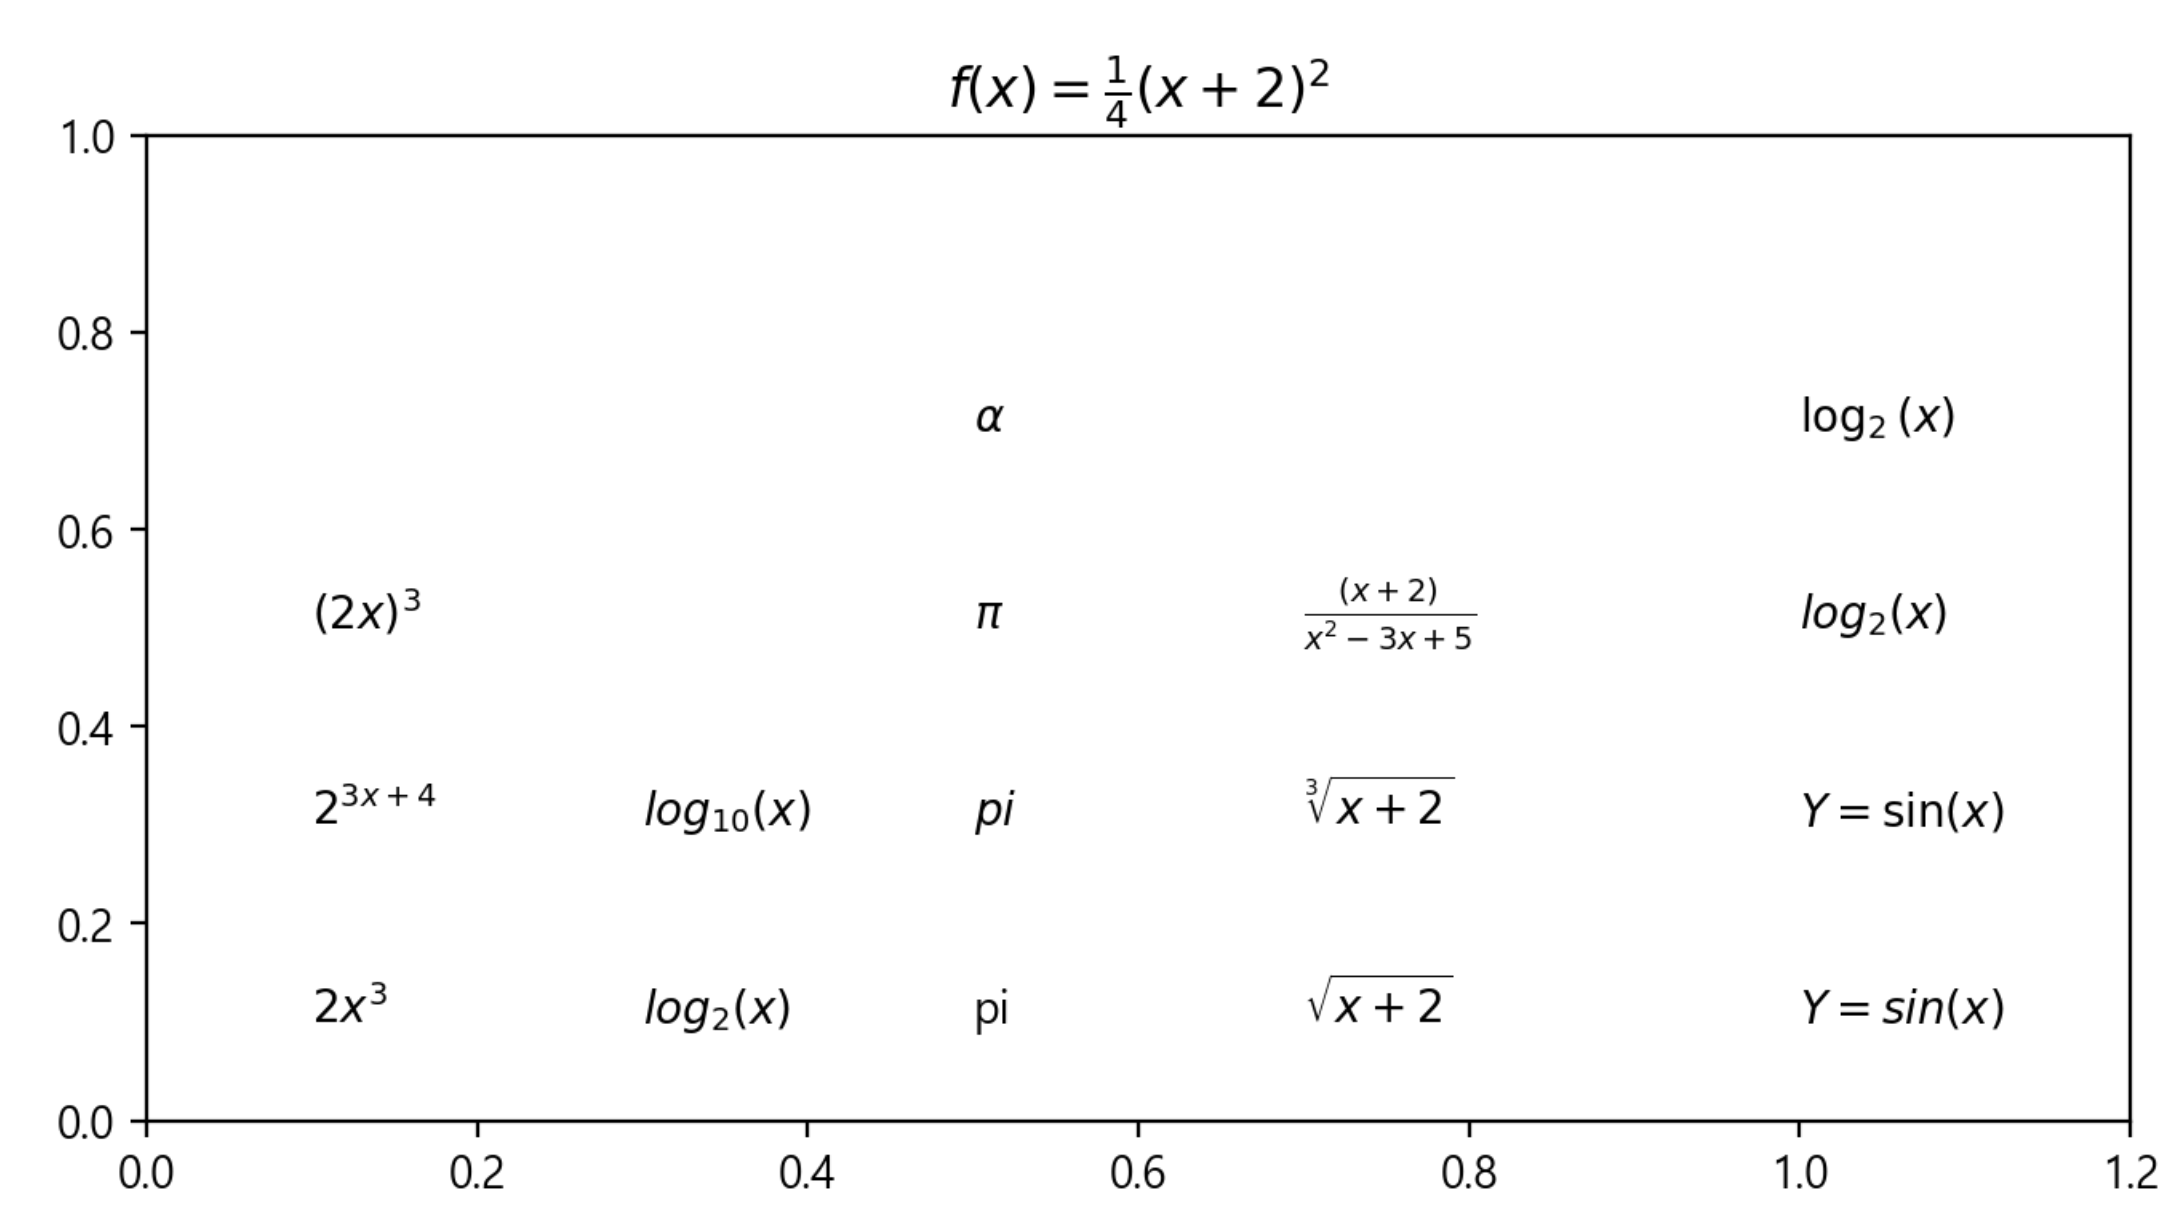 f(x) = 1/4(x + 2)²
1.0
0.8
α log₂ (x)
0.6
(2x)³ π (x + 2)/(x² − 3x + 5) log₂(x)
0.4
2³ˣ⁺⁴ log₁₀(x) pi ∛(x + 2) Y = sin(x)
0.2
2x³ log₂(x) pi √(x + 2) Y = sin(x)
0.0
0.0 0.2 0.4 0.6 0.8 1.0 1.2